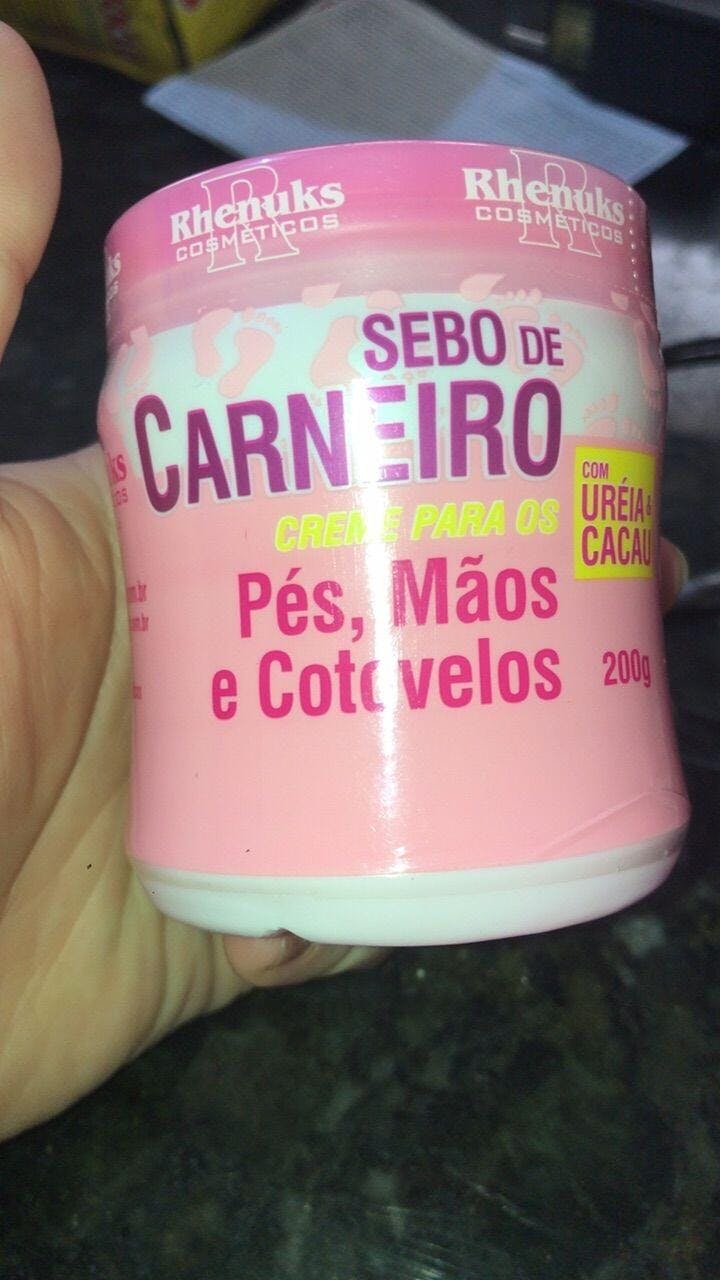 Rhenuks
COSMÉTICOS
Rhenuks
COSMÉTICOS
SEBO DE
CARNEIRO
CREME PARA OS
Pés, Mãos
e Cotovelos
COM
URÉIA &
CACAU
200g